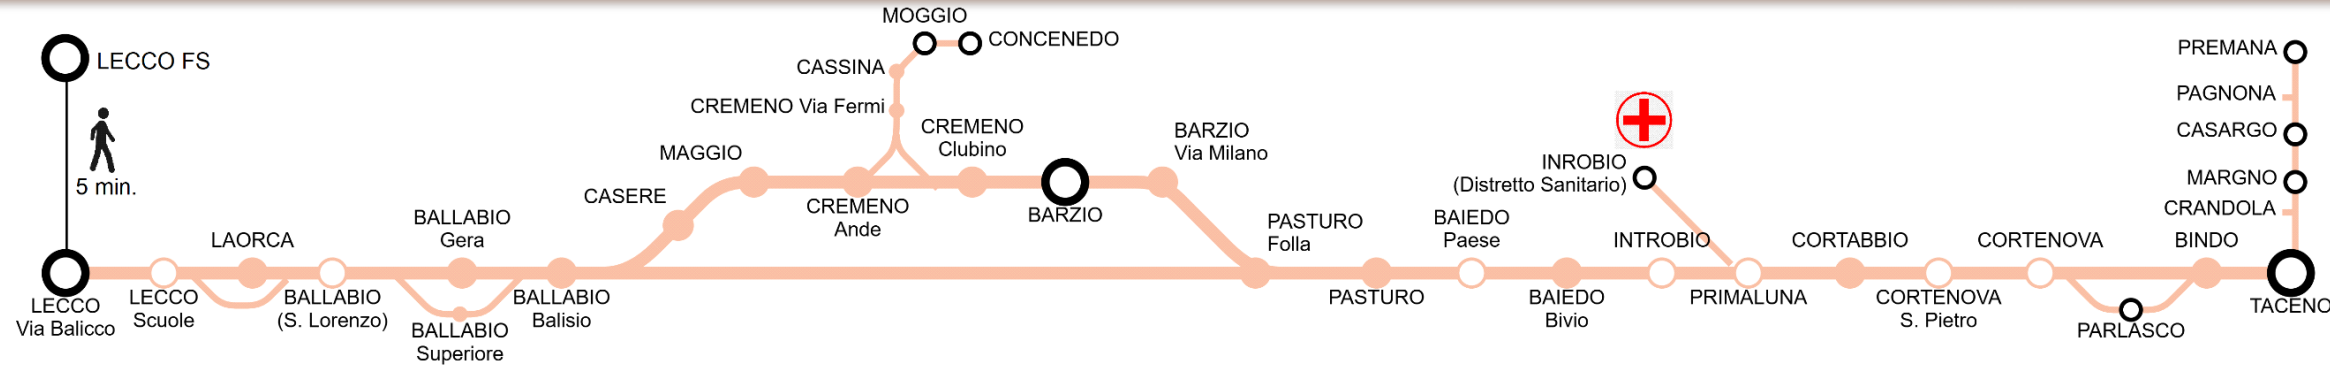 MOGGIO
CONCENEDO
LECCO FS
CASSINA
CREMENO Via Fermi
CREMENO
Clubino
MAGGIO
BARZIO
Via Milano
5 min.
CASERE
CREMENO
Ande
BARZIO
INROBIO
(Distretto Sanitario)
PREMANA
PAGNONA
CASARGO
MARGNO
CRANDOLA
LAORCA
BALLABIO
Gera
PASTURO
Folla
BAIEDO
Paese
INTROBIO
CORTABBIO
CORTENOVA
BINDO
LECCO
Via Balicco
LECCO
Scuole
BALLABIO
(S. Lorenzo)
BALLABIO
Superiore
BALLABIO
Balisio
PASTURO
BAIEDO
Bivio
PRIMALUNA
CORTENOVA
S. Pietro
PARLASCO
TACENO